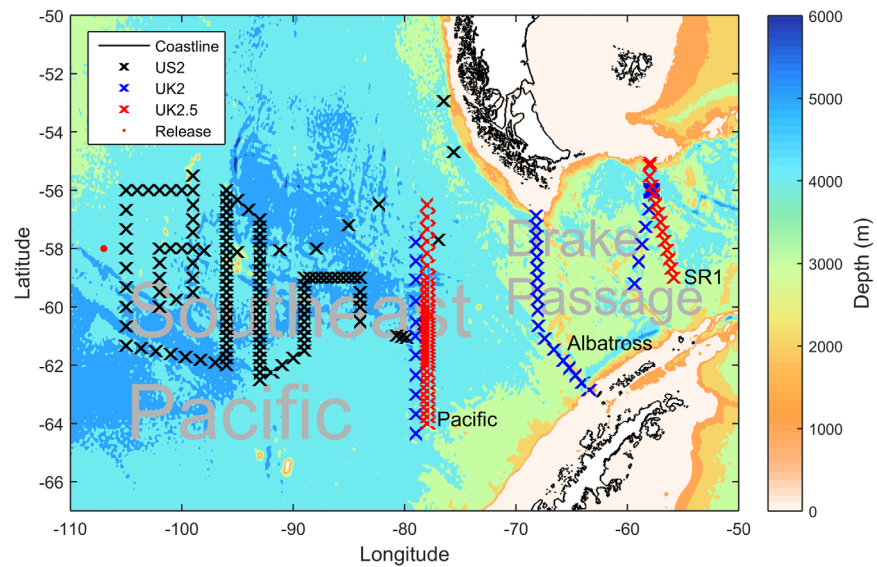 -50
-52
-54
-56
-58
-60
-62
-64
-66
Latitude
-110
-100
-90
-80
-70
-60
-50
Longitude
Coastline
US2
UK2
UK2.5
Release
Southeast
Pacific
Drake
Passage
SR1
Albatross
Pacific
6000
5000
4000
3000
2000
1000
0
Depth (m)